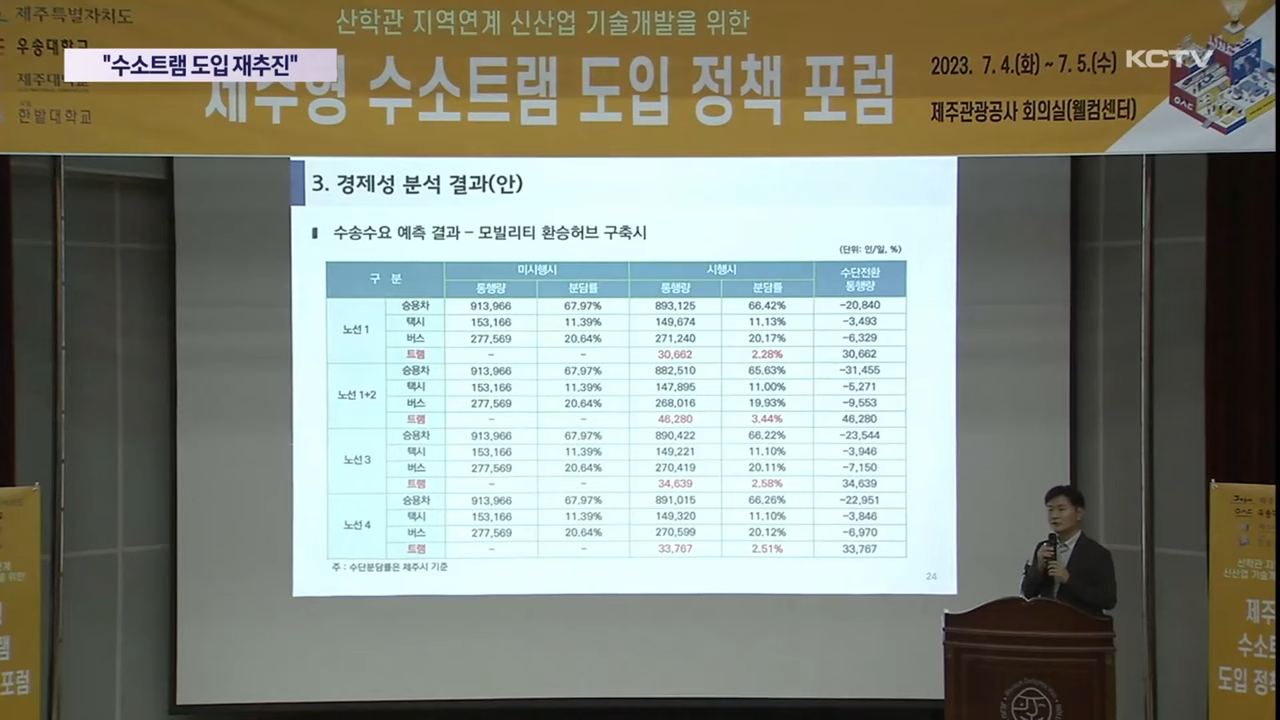 제주특별자치도
산학관 지역연계 신산업 기술개발을 위한
우송대학교
"수소트램 도입 재추진"
제주형 수소트램 도입 정책 포럼
2023. 7. 4.(화) ~ 7. 5.(수)
KCTV
제주대학교
한밭대학교
제주관광공사 회의실(웰컴센터)
3. 경제성 분석 결과(안)
수송수요 예측 결과 – 모빌리티 환승허브 구축시
(단위: 인/일, %)
구 분 미시행시 시행시 수단전환 통행량
통행량 분담률 통행량 분담률
노선 1 승용차 913,966 67.97% 893,125 66.42% -20,840
택시 153,166 11.39% 149,674 11.13% -3,493
버스 277,569 20.64% 271,240 20.17% -6,329
트램 - - 30,662 2.28% 30,662
노선 1+2 승용차 913,966 67.97% 882,510 65.63% -31,455
택시 153,166 11.39% 147,895 11.00% -5,271
버스 277,569 20.64% 268,016 19.93% -9,553
트램 - - 46,280 3.44% 46,280
노선 3 승용차 913,966 67.97% 890,422 66.22% -23,544
택시 153,166 11.39% 149,221 11.10% -3,946
버스 277,569 20.64% 270,419 20.11% -7,150
트램 - - 34,639 2.58% 34,639
노선 4 승용차 913,966 67.97% 891,015 66.26% -22,951
택시 153,166 11.39% 149,320 11.10% -3,846
버스 277,569 20.64% 270,599 20.12% -6,970
트램 - - 33,767 2.51% 33,767
주 : 수단분담률은 제주시 기준
24
위한
램
포럼
산학관 지
신산업 기술개
제주
수소트
도입 정책